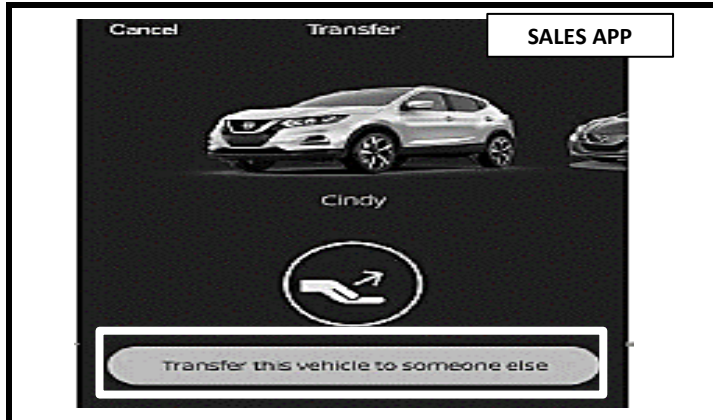 Cancel Transfer
SALES APP
Cindy
Transfer this vehicle to someone else